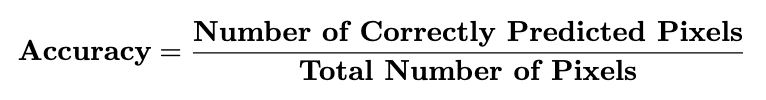 Accuracy = Number of Correctly Predicted Pixels
Total Number of Pixels